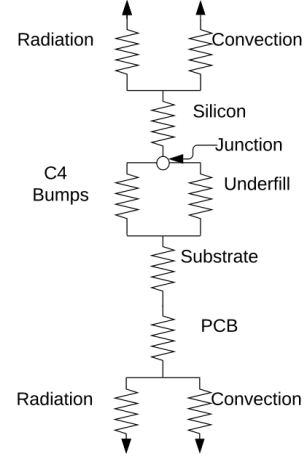 Radiation
Convection
Silicon
Junction
C4
Bumps
Underfill
Substrate
PCB
Radiation
Convection